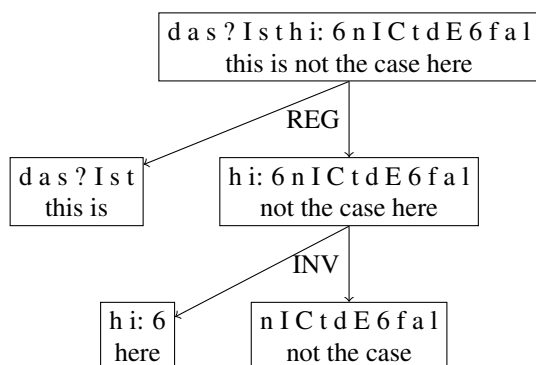 d a s ? I s t h i: 6 n I C t d E 6 f a l
this is not the case here
REG
d a s ? I s t
this is
h i: 6 n I C t d E 6 f a l
not the case here
INV
h i: 6
here
n I C t d E 6 f a l
not the case